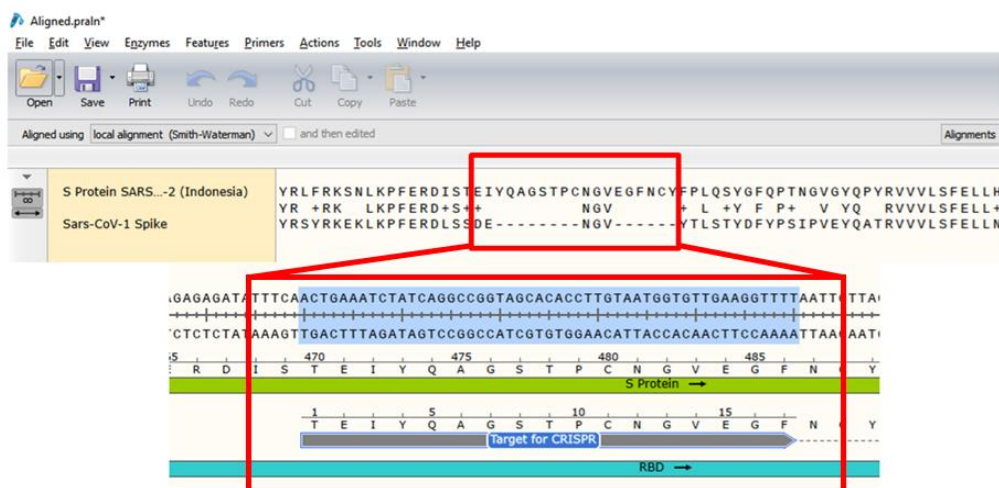 Aligned.praln*
File Edit View Enzymes Features Primers Actions Tools Window Help
Open Save Print Undo Redo Cut Copy Paste
Aligned using local alignment (Smith-Waterman) and then edited Alignments
S Protein SARS...-2 (Indonesia) YRLFRKSNLKPFERDISTEIYQAGSTPCNGVEGFNCYFPLQSYGFQPTNGVGYQPYRVVVLSFELLH
YR +RK LKPFERD+S++ NGV + L +Y F P+ V YQ RVVVLSFELL+
Sars-CoV-1 Spike YRSYRKEKLKPFERDLSSDE--------NGV------YTLSTYDFYPSIPVEYQATRVVVLSFELLN
AGAGAGATATTTCAACTGAAATCTATCAGGCCGGTAGCACACCTTGTAATGGTGTTGAAGGTTTTAATTGTTA
TCTCTCTATAAAGTTGACTTTAGATAGTCCGGCCATCGTGTGGAACATTACCACAACTTCCAAAATTAACAAT
470 475 480 485
R D I S T E I Y Q A G S T P C N G V E G F N C Y
S Protein
1 5 10 15
T E I Y Q A G S T P C N G V E G F N Y
Target for CRISPR
RBD